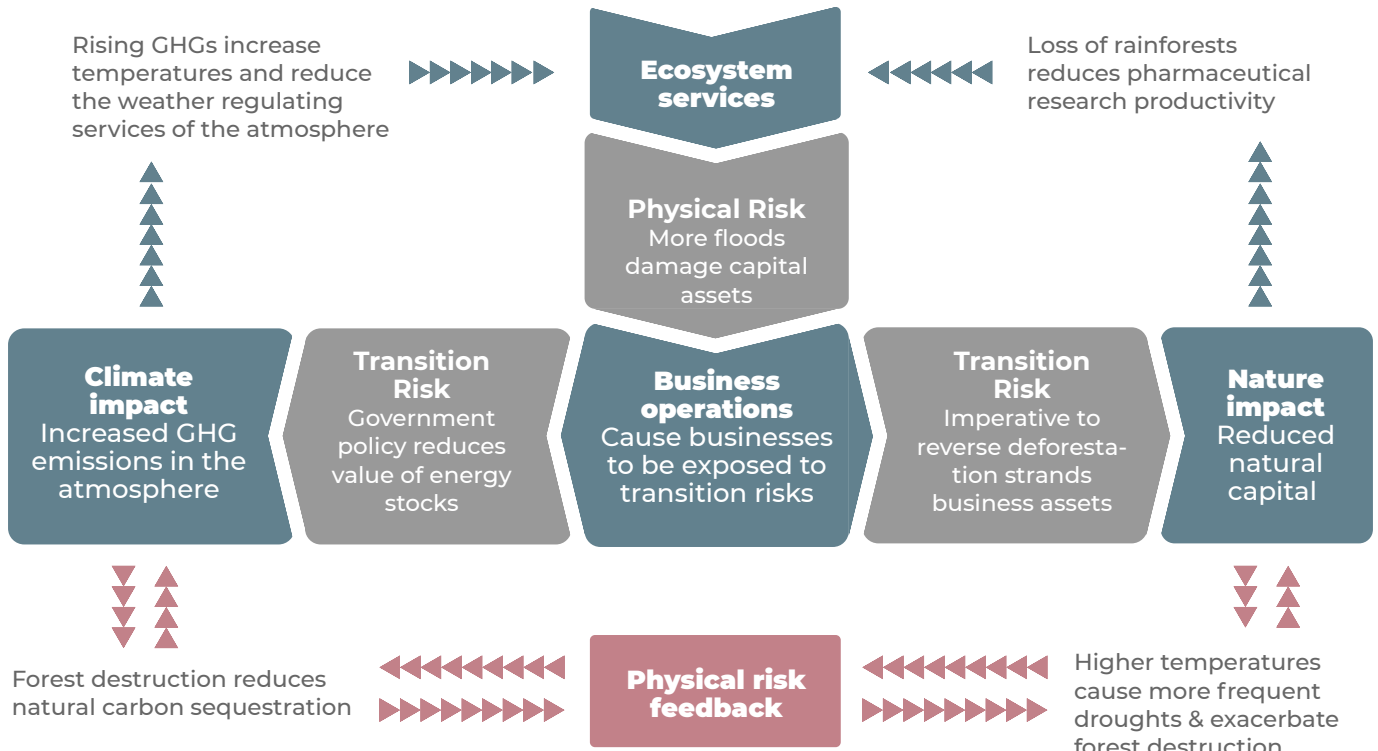 Rising GHGs increase
temperatures and reduce
the weather regulating
services of the atmosphere
Ecosystem
services
Loss of rainforests
reduces pharmaceutical
research productivity
Physical Risk
More floods
damage capital
assets
Climate
impact
Increased GHG
emissions in the
atmosphere
Transition
Risk
Government
policy reduces
value of energy
stocks
Business
operations
Cause businesses
to be exposed to
transition risks
Transition
Risk
Imperative to
reverse deforesta-
tion strands
business assets
Nature
impact
Reduced
natural
capital
Forest destruction reduces
natural carbon sequestration
Physical risk
feedback
Higher temperatures
cause more frequent
droughts & exacerbate
forest destruction